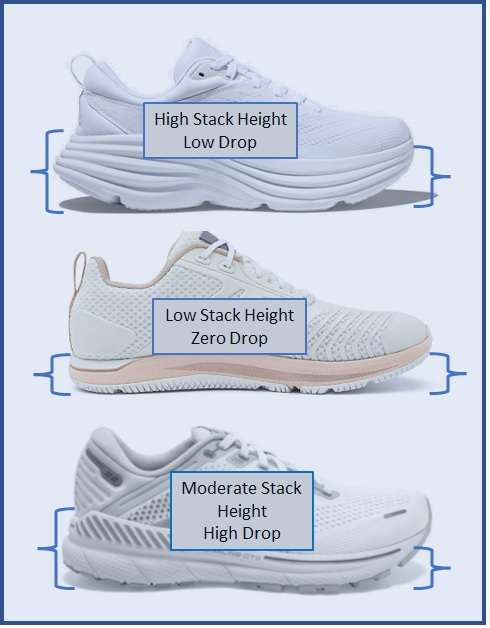 High Stack Height
Low Drop
Low Stack Height
Zero Drop
Moderate Stack
Height
High Drop